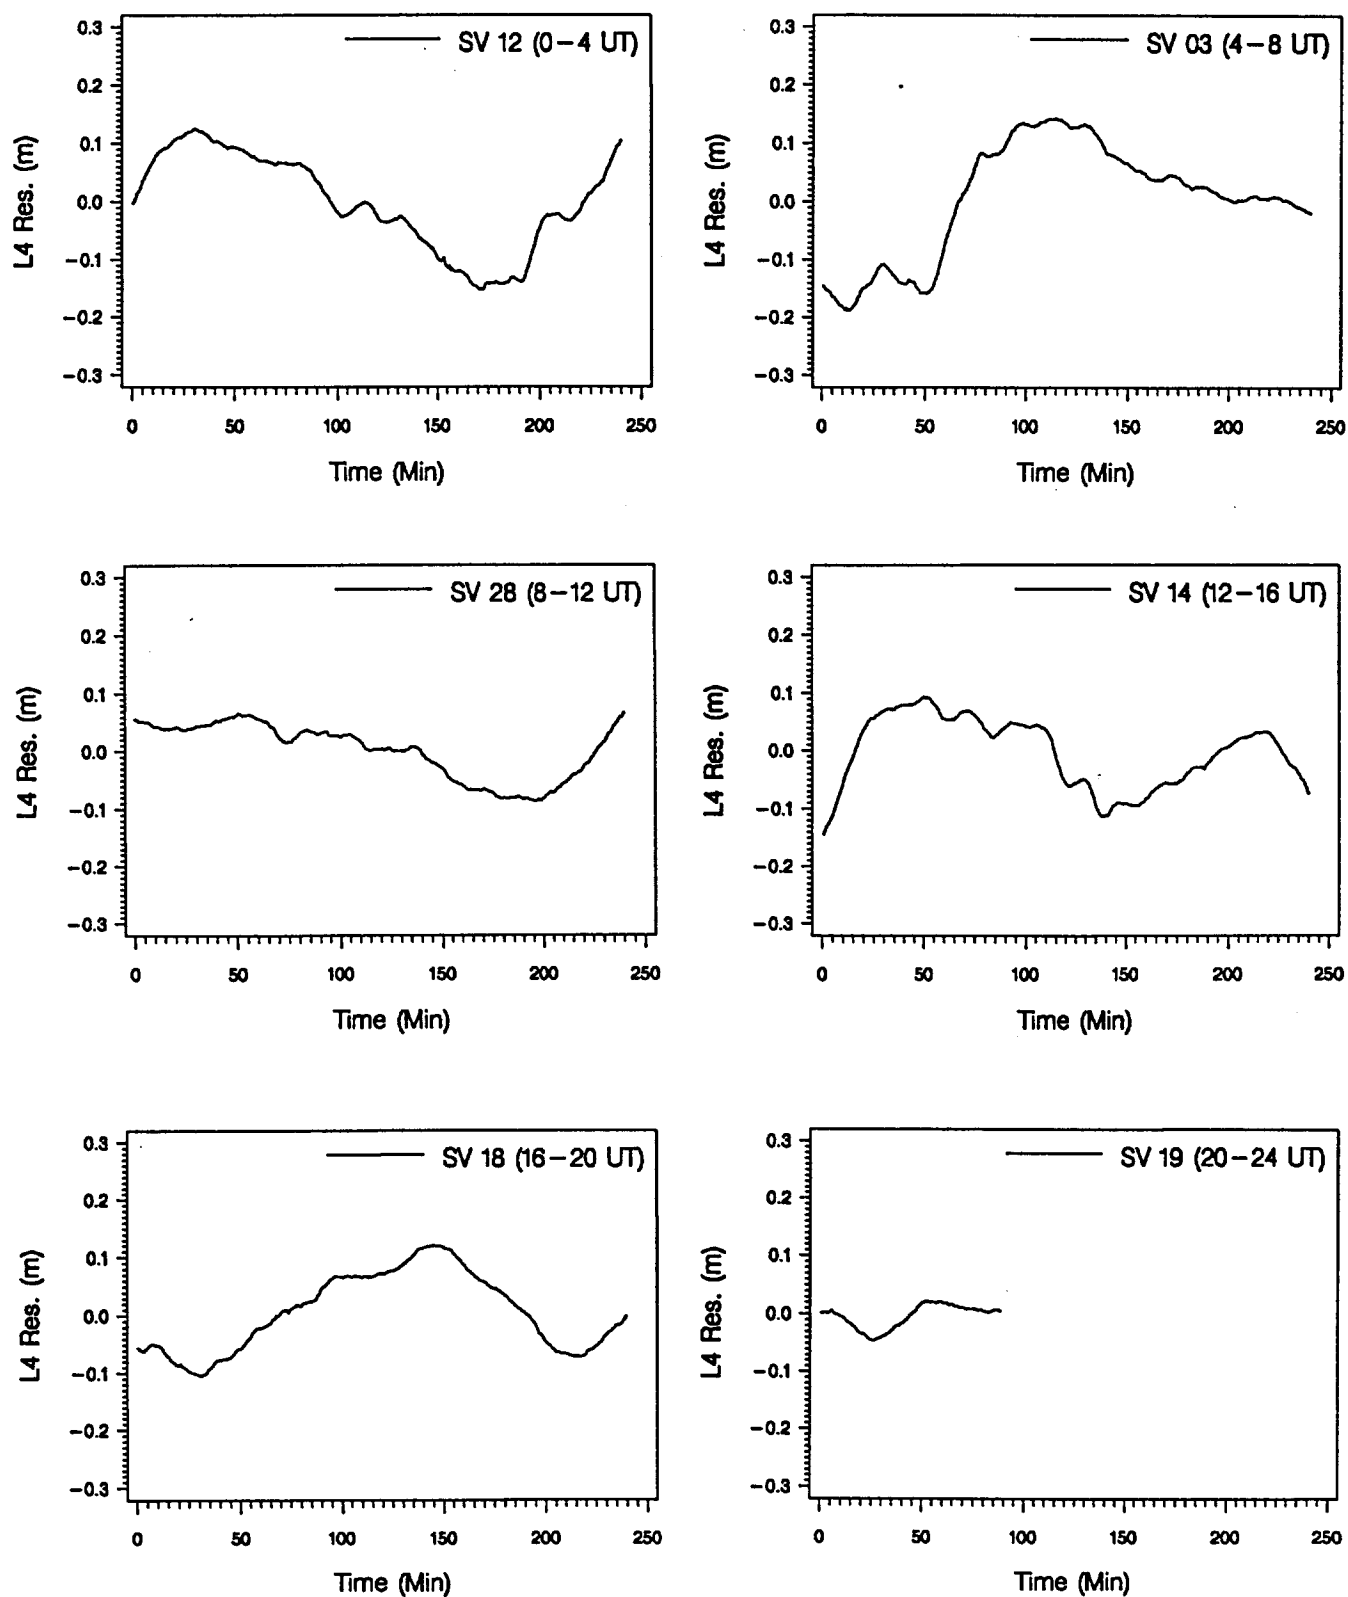 SV 12 (0–4 UT)
0.3
0.2
0.1
0.0
−0.1
−0.2
−0.3
L4 Res. (m)
0 50 100 150 200 250
Time (Min)
SV 03 (4–8 UT)
0.3
0.2
0.1
0.0
−0.1
−0.2
−0.3
L4 Res. (m)
0 50 100 150 200 250
Time (Min)
SV 28 (8–12 UT)
0.3
0.2
0.1
0.0
−0.1
−0.2
−0.3
L4 Res. (m)
0 50 100 150 200 250
Time (Min)
SV 14 (12–16 UT)
0.3
0.2
0.1
0.0
−0.1
−0.2
−0.3
L4 Res. (m)
0 50 100 150 200 250
Time (Min)
SV 18 (16–20 UT)
0.3
0.2
0.1
0.0
−0.1
−0.2
−0.3
L4 Res. (m)
0 50 100 150 200 250
Time (Min)
SV 19 (20–24 UT)
0.3
0.2
0.1
0.0
−0.1
−0.2
−0.3
L4 Res. (m)
0 50 100 150 200 250
Time (Min)